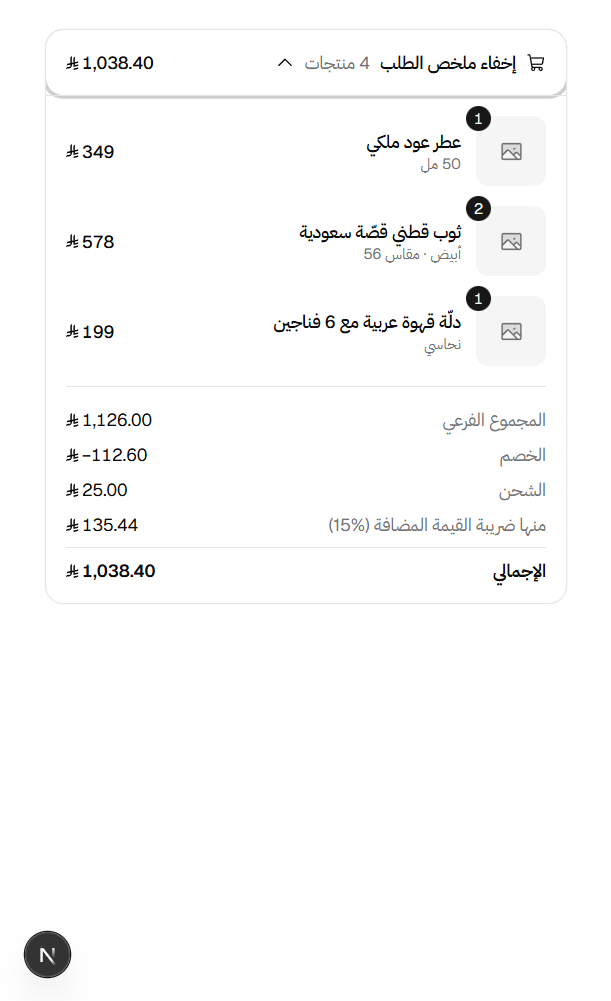 إخفاء ملخص الطلب 4 منتجات 1,038.40 ⃁
1
عطر عود ملكي 349 ⃁
50 مل
2
ثوب قطني قصّة سعودية 578 ⃁
أبيض · مقاس 56
1
دلّة قهوة عربية مع 6 فناجين 199 ⃁
نحاسي
المجموع الفرعي 1,126.00 ⃁
الخصم −112.60 ⃁
الشحن 25.00 ⃁
منها ضريبة القيمة المضافة (15%) 135.44 ⃁
الإجمالي 1,038.40 ⃁
N